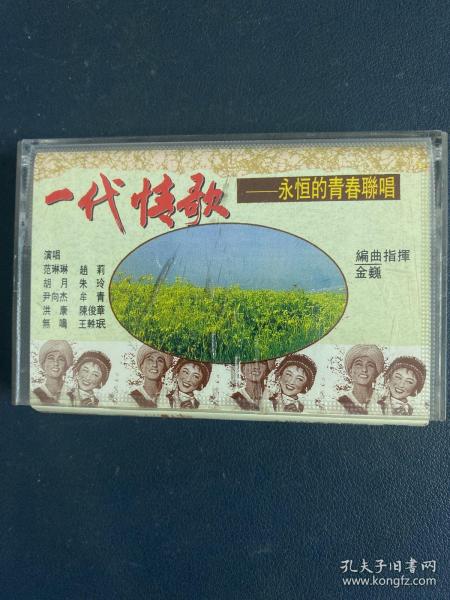 一代情歌
——永恒的青春聯唱
演唱
范琳琳 趙莉
胡月 朱玲
尹向杰 牟青
洪康 陳俊華
無鳴 王乾珉
編曲指揮
金巍
孔夫子旧书网
www.kongfz.com